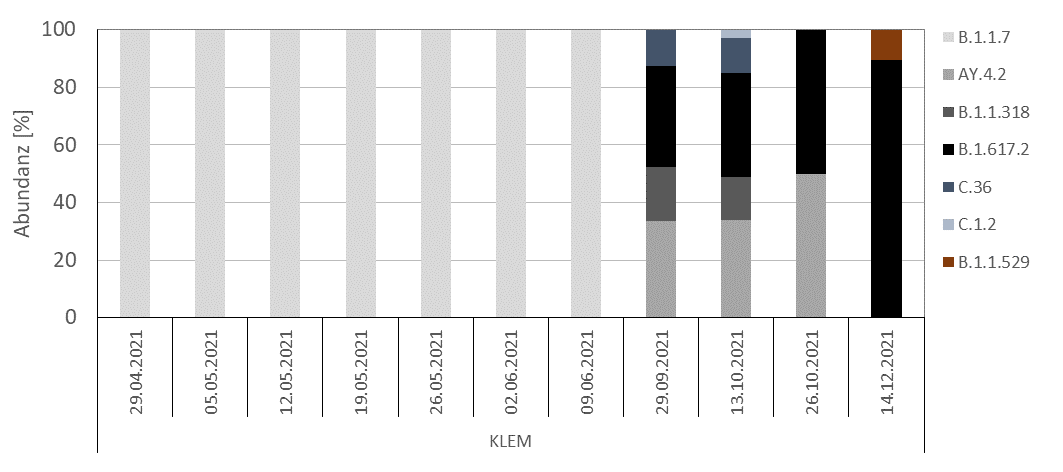 Abundanz [%]
100
80
60
40
20
0
29.04.2021
05.05.2021
12.05.2021
19.05.2021
26.05.2021
02.06.2021
09.06.2021
29.09.2021
13.10.2021
26.10.2021
14.12.2021
KLEM
B.1.1.7
AY.4.2
B.1.1.318
B.1.617.2
C.36
C.1.2
B.1.1.529